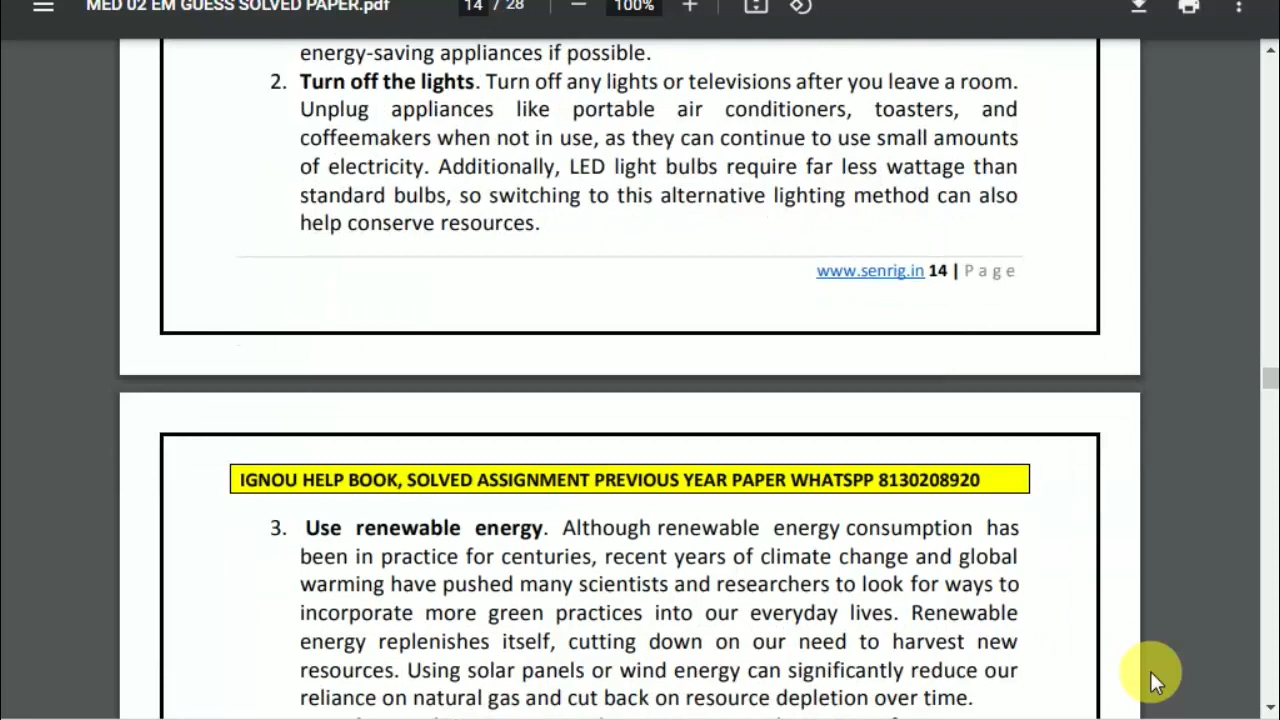 MED 02 EM GUESS SOLVED PAPER.pdf 14 / 28 100%
energy-saving appliances if possible.
2. Turn off the lights. Turn off any lights or televisions after you leave a room.
Unplug appliances like portable air conditioners, toasters, and
coffeemakers when not in use, as they can continue to use small amounts
of electricity. Additionally, LED light bulbs require far less wattage than
standard bulbs, so switching to this alternative lighting method can also
help conserve resources.
www.senrig.in 14 | Page
IGNOU HELP BOOK, SOLVED ASSIGNMENT PREVIOUS YEAR PAPER WHATSPP 8130208920
3. Use renewable energy. Although renewable energy consumption has
been in practice for centuries, recent years of climate change and global
warming have pushed many scientists and researchers to look for ways to
incorporate more green practices into our everyday lives. Renewable
energy replenishes itself, cutting down on our need to harvest new
resources. Using solar panels or wind energy can significantly reduce our
reliance on natural gas and cut back on resource depletion over time.